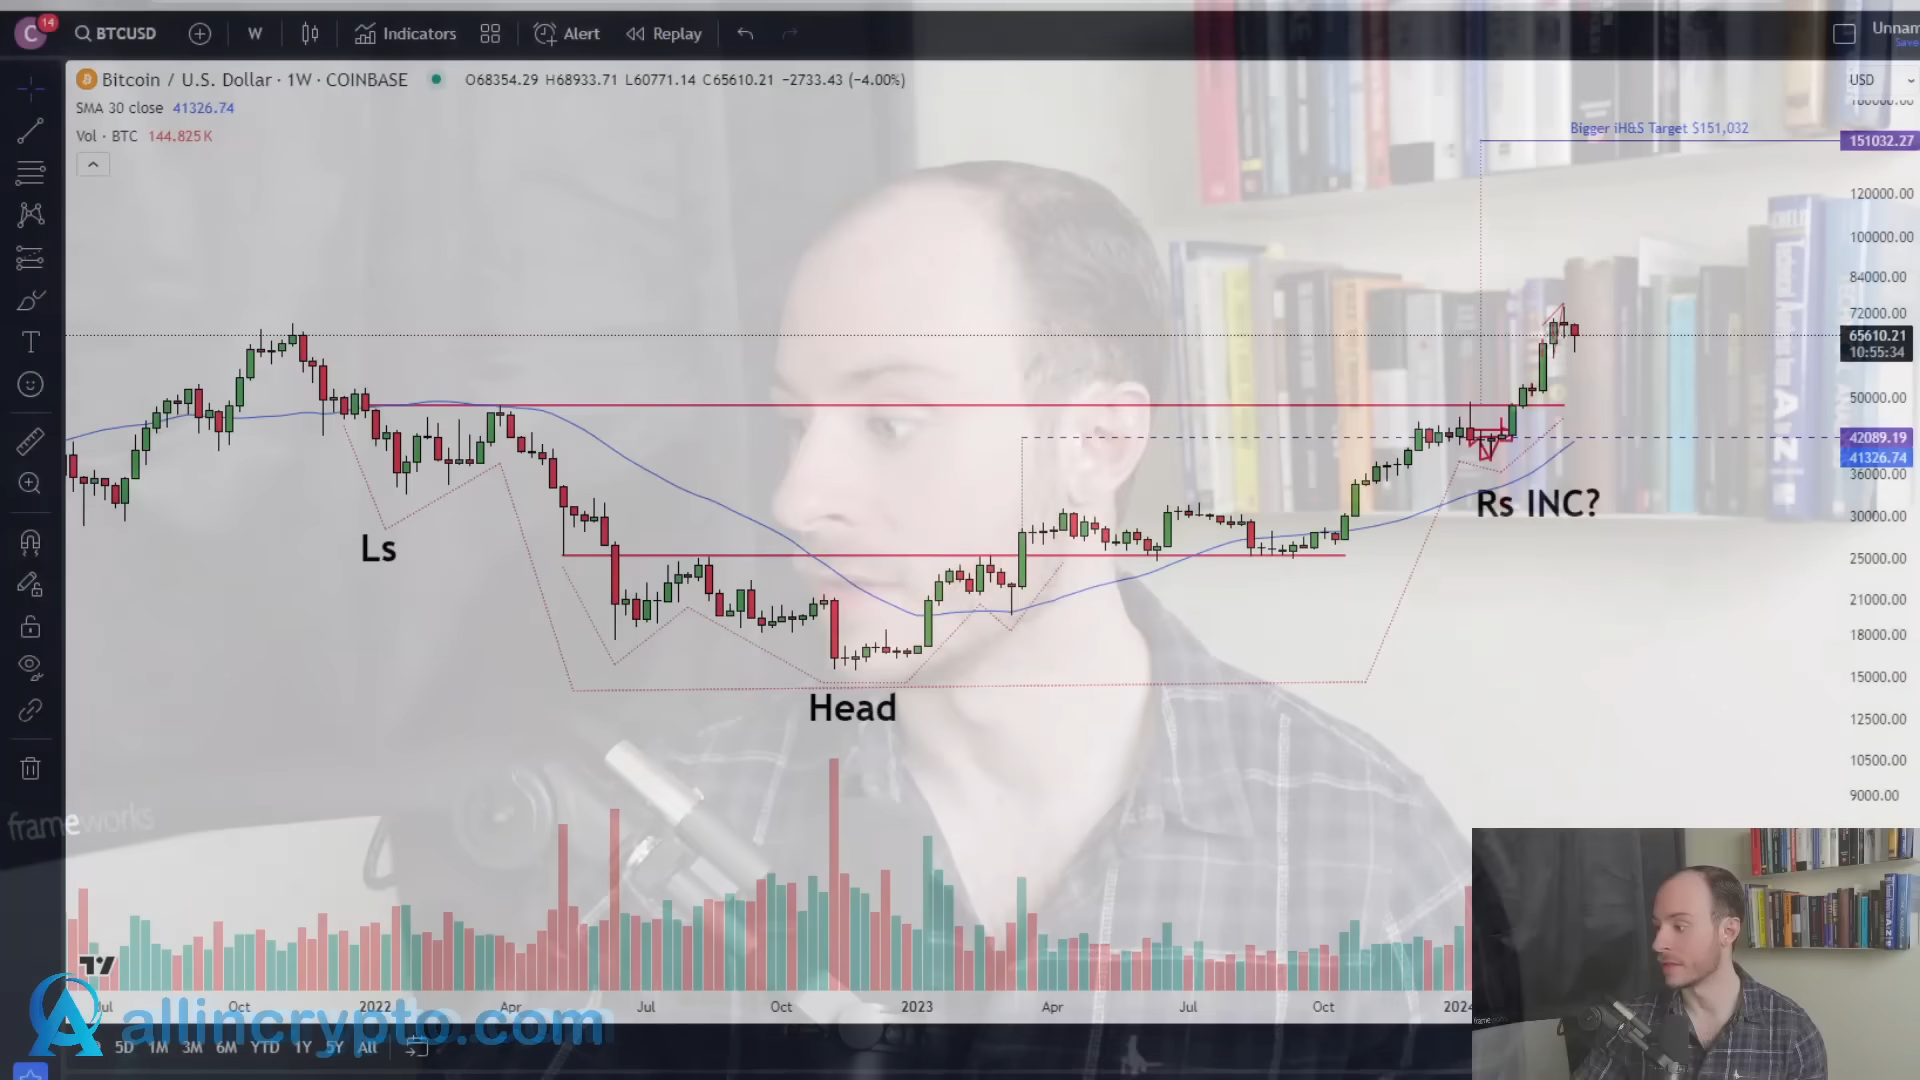 C 14 BTCUSD W Indicators Alert Replay Unnam
Save
Bitcoin / U.S. Dollar · 1W · COINBASE O68354.29 H68933.71 L60771.14 C65610.21 −2733.43 (−4.00%) USD
SMA 30 close 41326.74
Vol · BTC 144.825K
Bigger iH&S Target $151,032
151032.27
120000.00
100000.00
84000.00
72000.00
65610.21
10:55:34
50000.00
42089.19
41326.74
36000.00
Rs INC?
30000.00
Ls
25000.00
21000.00
18000.00
15000.00
Head
12500.00
10500.00
9000.00
frameworks
Jul Oct 2022 Apr Jul Oct 2023 Apr Jul Oct 2024
allincrypto.com
5D 1M 3M 6M YTD 1Y 5Y All